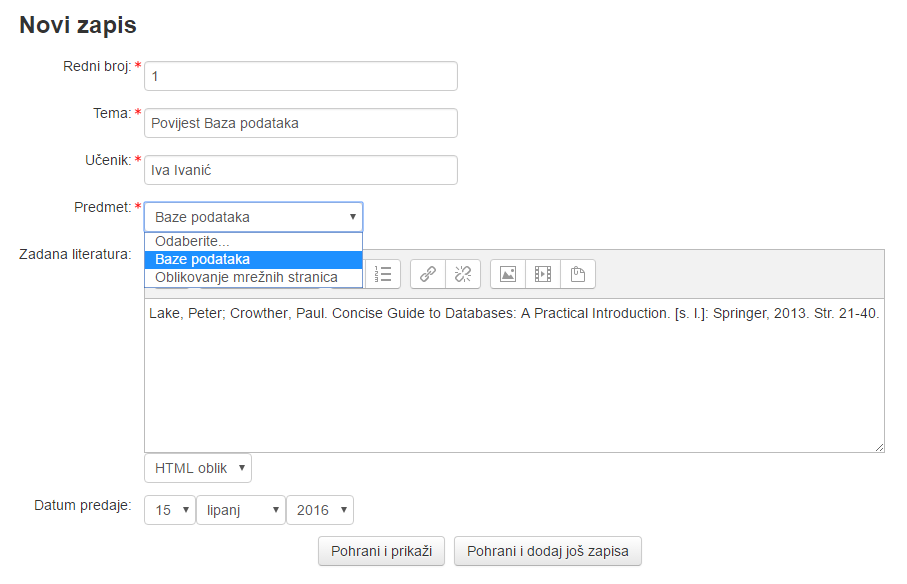 Novi zapis
Redni broj: * 1
Tema: * Povijest Baza podataka
Učenik: * Iva Ivanić
Predmet: * Baze podataka
Odaberite...
Baze podataka
Oblikovanje mrežnih stranica
Zadana literatura:
Lake, Peter; Crowther, Paul. Concise Guide to Databases: A Practical Introduction. [s. l.]: Springer, 2013. Str. 21-40.
HTML oblik
Datum predaje: 15 lipanj 2016
Pohrani i prikaži Pohrani i dodaj još zapisa